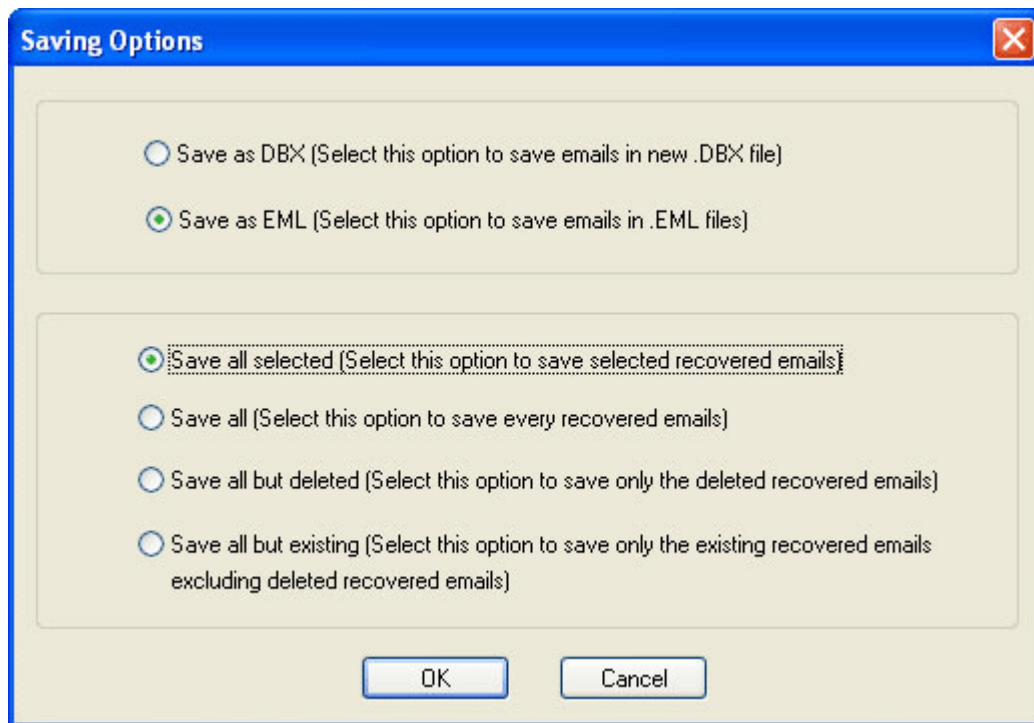 Saving Options
Save as DBX (Select this option to save emails in new .DBX file)
Save as EML (Select this option to save emails in .EML files)
Save all selected (Select this option to save selected recovered emails)
Save all (Select this option to save every recovered emails)
Save all but deleted (Select this option to save only the deleted recovered emails)
Save all but existing (Select this option to save only the existing recovered emails
excluding deleted recovered emails)
OK
Cancel